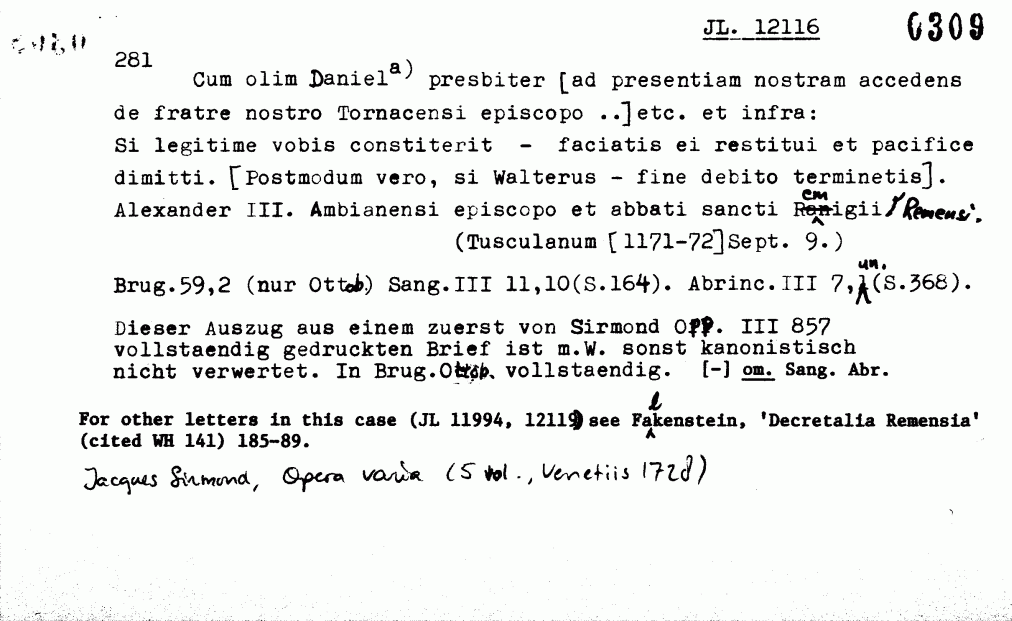 JL. 12116 0309
281
Cum olim Daniel a) presbiter [ad presentiam nostram accedens
de fratre nostro Tornacensi episcopo ..]etc. et infra:
Si legitime vobis constiterit - faciatis ei restitui et pacifice
dimitti. [Postmodum vero, si Walterus - fine debito terminetis].
Alexander III. Ambianensi episcopo et abbati sancti Remigii / Remensi.
(Tusculanum [1171-72]Sept. 9.)
Brug.59,2 (nur Ottob.) Sang.III 11,10(S.164). Abrinc.III 7, un. (S.368).
Dieser Auszug aus einem zuerst von Sirmond Opp. III 857
vollstaendig gedruckten Brief ist m.W. sonst kanonistisch
nicht verwertet. In Brug.Ottob. vollstaendig. [-] om. Sang. Abr.
For other letters in this case (JL 11994, 12119) see Falkenstein, 'Decretalia Remensia'
(cited WH 141) 185-89.
Jacques Sirmond, Opera varia (5 vol., Venetiis 1728)